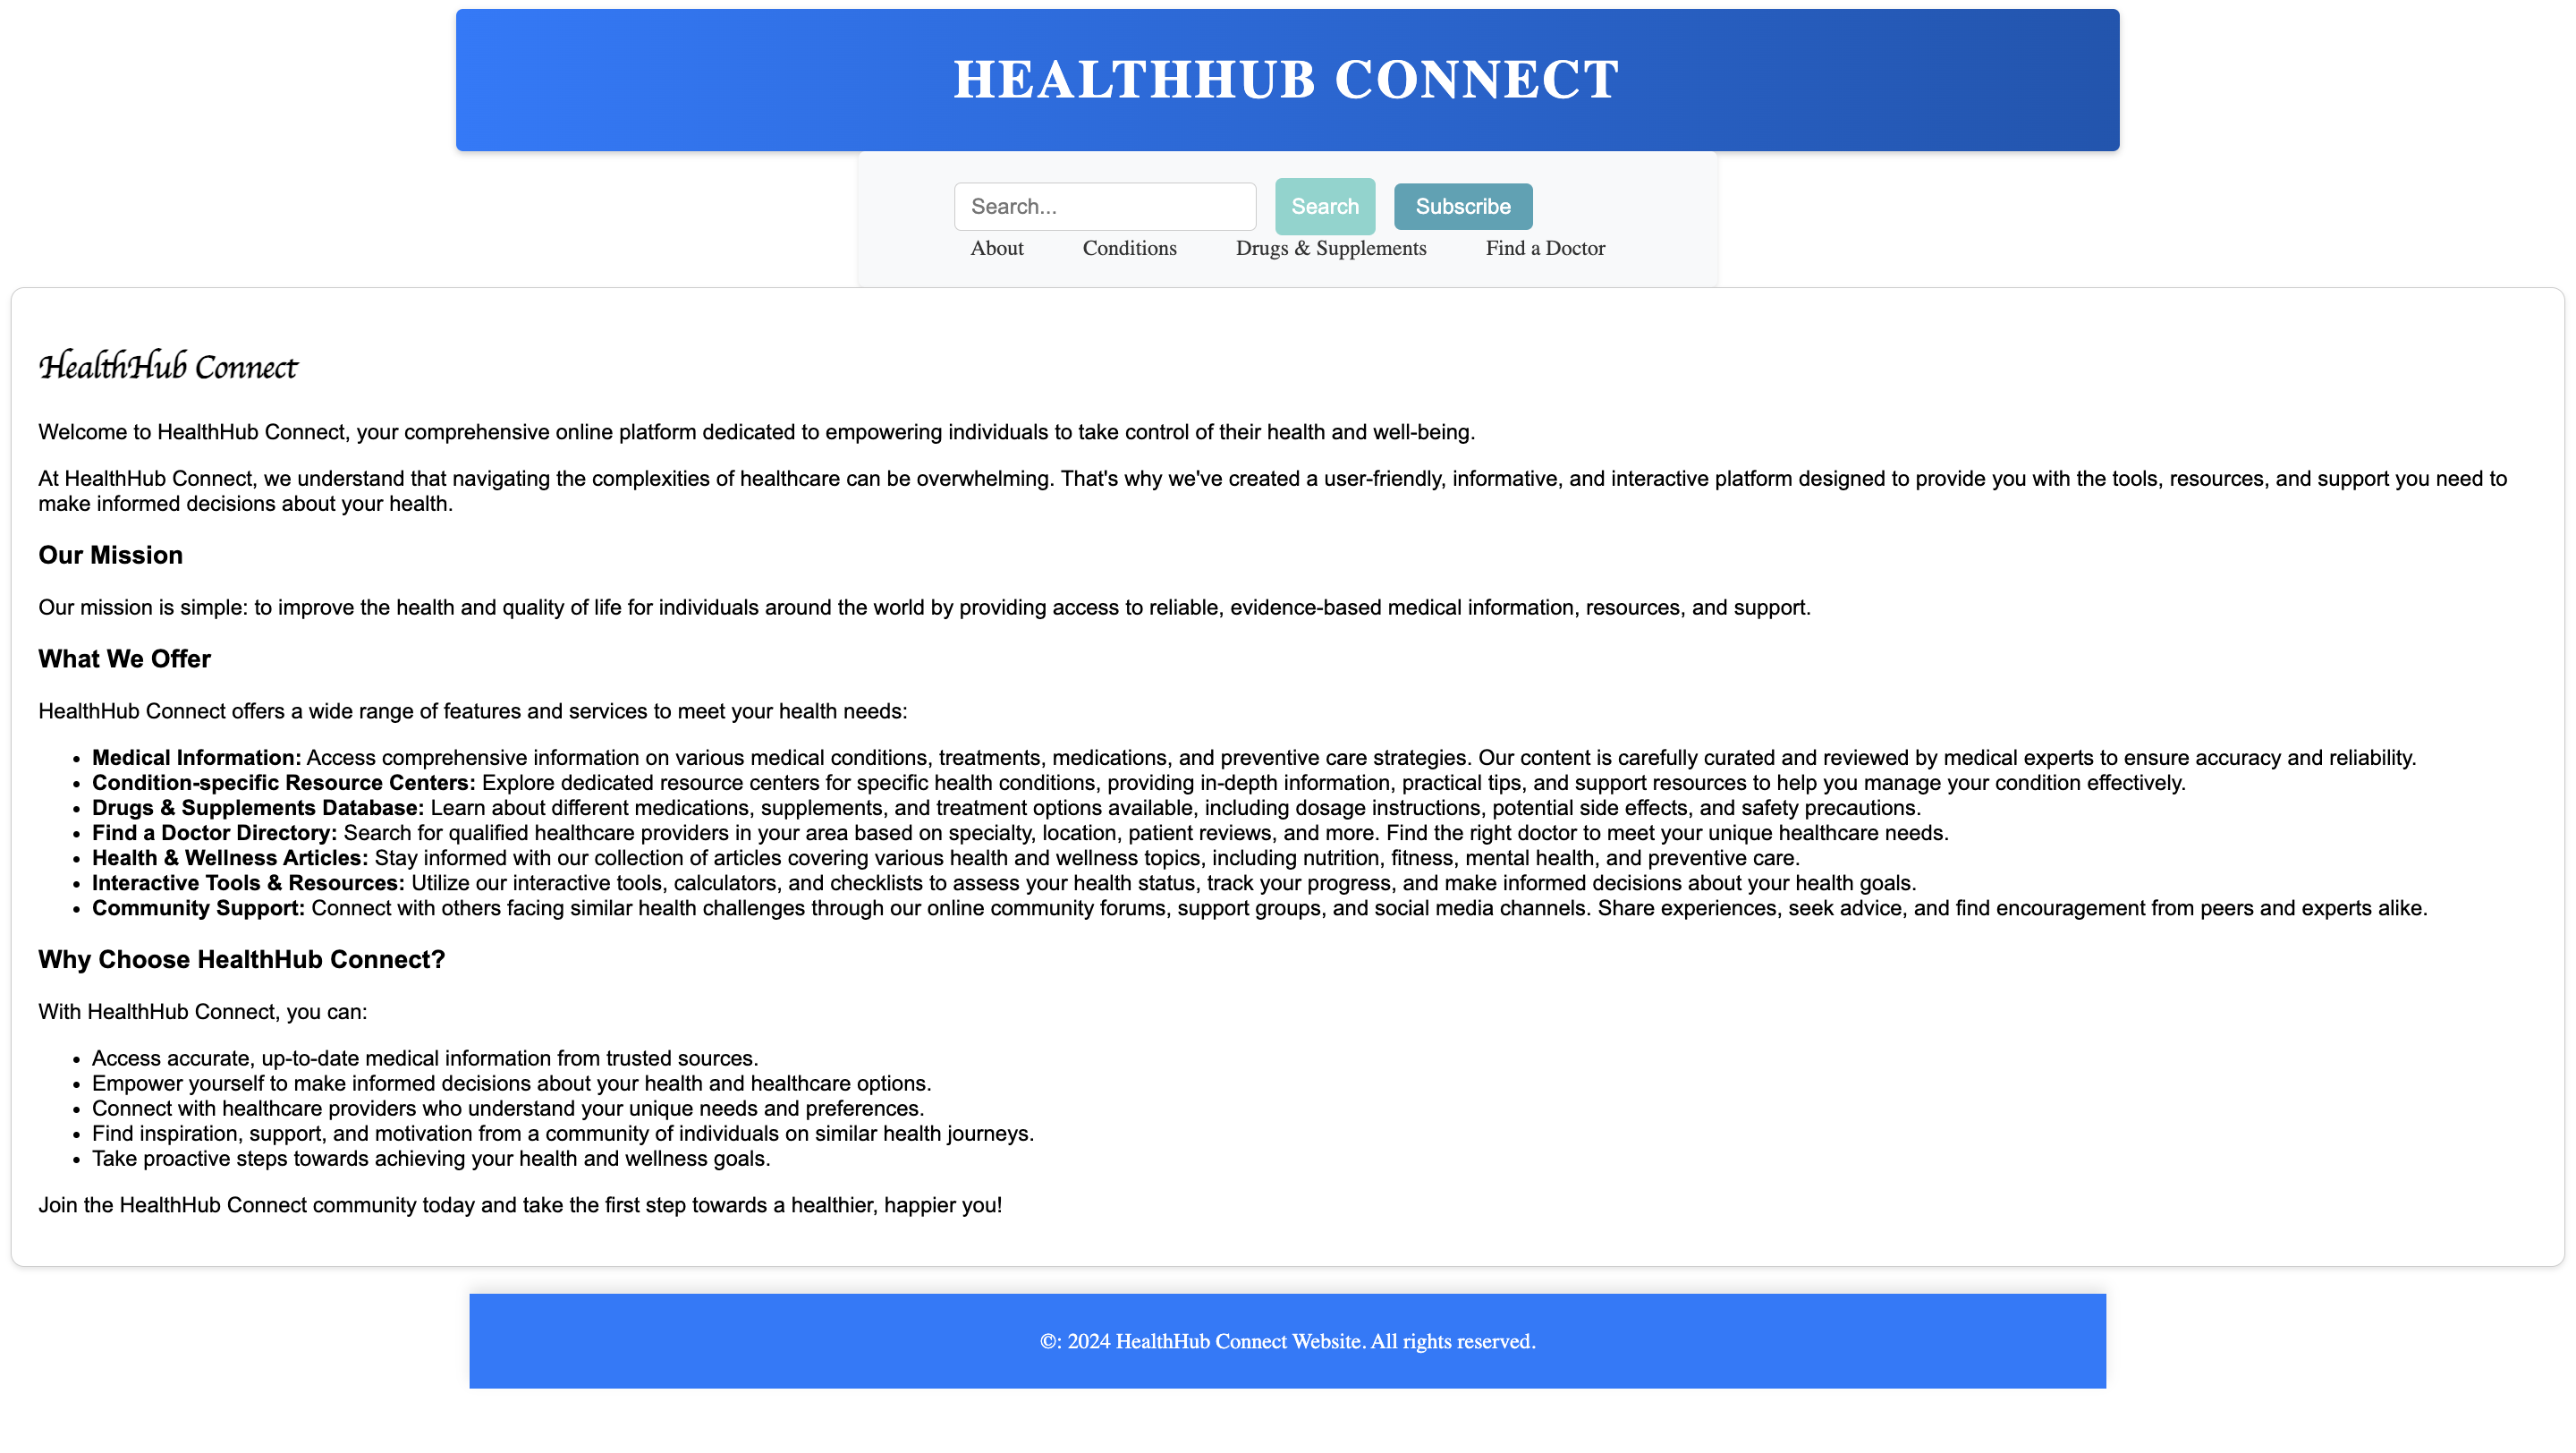 HEALTHHUB CONNECT
Search... Search Subscribe
About Conditions Drugs & Supplements Find a Doctor
HealthHub Connect
Welcome to HealthHub Connect, your comprehensive online platform dedicated to empowering individuals to take control of their health and well-being.
At HealthHub Connect, we understand that navigating the complexities of healthcare can be overwhelming. That's why we've created a user-friendly, informative, and interactive platform designed to provide you with the tools, resources, and support you need to
make informed decisions about your health.
Our Mission
Our mission is simple: to improve the health and quality of life for individuals around the world by providing access to reliable, evidence-based medical information, resources, and support.
What We Offer
HealthHub Connect offers a wide range of features and services to meet your health needs:
• Medical Information: Access comprehensive information on various medical conditions, treatments, medications, and preventive care strategies. Our content is carefully curated and reviewed by medical experts to ensure accuracy and reliability.
• Condition-specific Resource Centers: Explore dedicated resource centers for specific health conditions, providing in-depth information, practical tips, and support resources to help you manage your condition effectively.
• Drugs & Supplements Database: Learn about different medications, supplements, and treatment options available, including dosage instructions, potential side effects, and safety precautions.
• Find a Doctor Directory: Search for qualified healthcare providers in your area based on specialty, location, patient reviews, and more. Find the right doctor to meet your unique healthcare needs.
• Health & Wellness Articles: Stay informed with our collection of articles covering various health and wellness topics, including nutrition, fitness, mental health, and preventive care.
• Interactive Tools & Resources: Utilize our interactive tools, calculators, and checklists to assess your health status, track your progress, and make informed decisions about your health goals.
• Community Support: Connect with others facing similar health challenges through our online community forums, support groups, and social media channels. Share experiences, seek advice, and find encouragement from peers and experts alike.
Why Choose HealthHub Connect?
With HealthHub Connect, you can:
• Access accurate, up-to-date medical information from trusted sources.
• Empower yourself to make informed decisions about your health and healthcare options.
• Connect with healthcare providers who understand your unique needs and preferences.
• Find inspiration, support, and motivation from a community of individuals on similar health journeys.
• Take proactive steps towards achieving your health and wellness goals.
Join the HealthHub Connect community today and take the first step towards a healthier, happier you!
©: 2024 HealthHub Connect Website. All rights reserved.